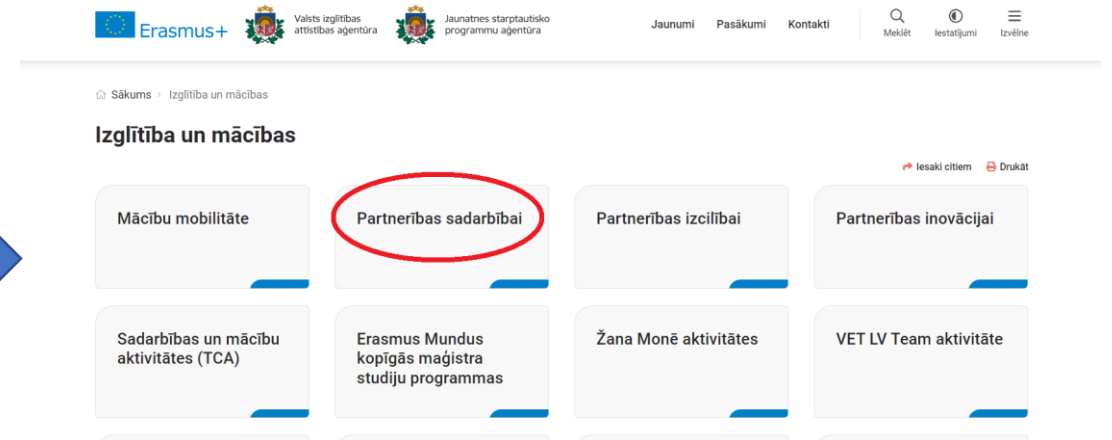 Erasmus+
Valsts izglītības
attīstības aģentūra
Jaunatnes starptautisko
programmu aģentūra
Jaunumi Pasākumi Kontakti
Meklēt Iestatījumi Izvēlne
Sākums > Izglītība un mācības
Izglītība un mācības
Iesaki citiem Drukāt
Mācību mobilitāte
Partnerības sadarbībai
Partnerības izcilībai
Partnerības inovācijai
Sadarbības un mācību
aktivitātes (TCA)
Erasmus Mundus
kopīgās maģistra
studiju programmas
Žana Monē aktivitātes
VET LV Team aktivitāte